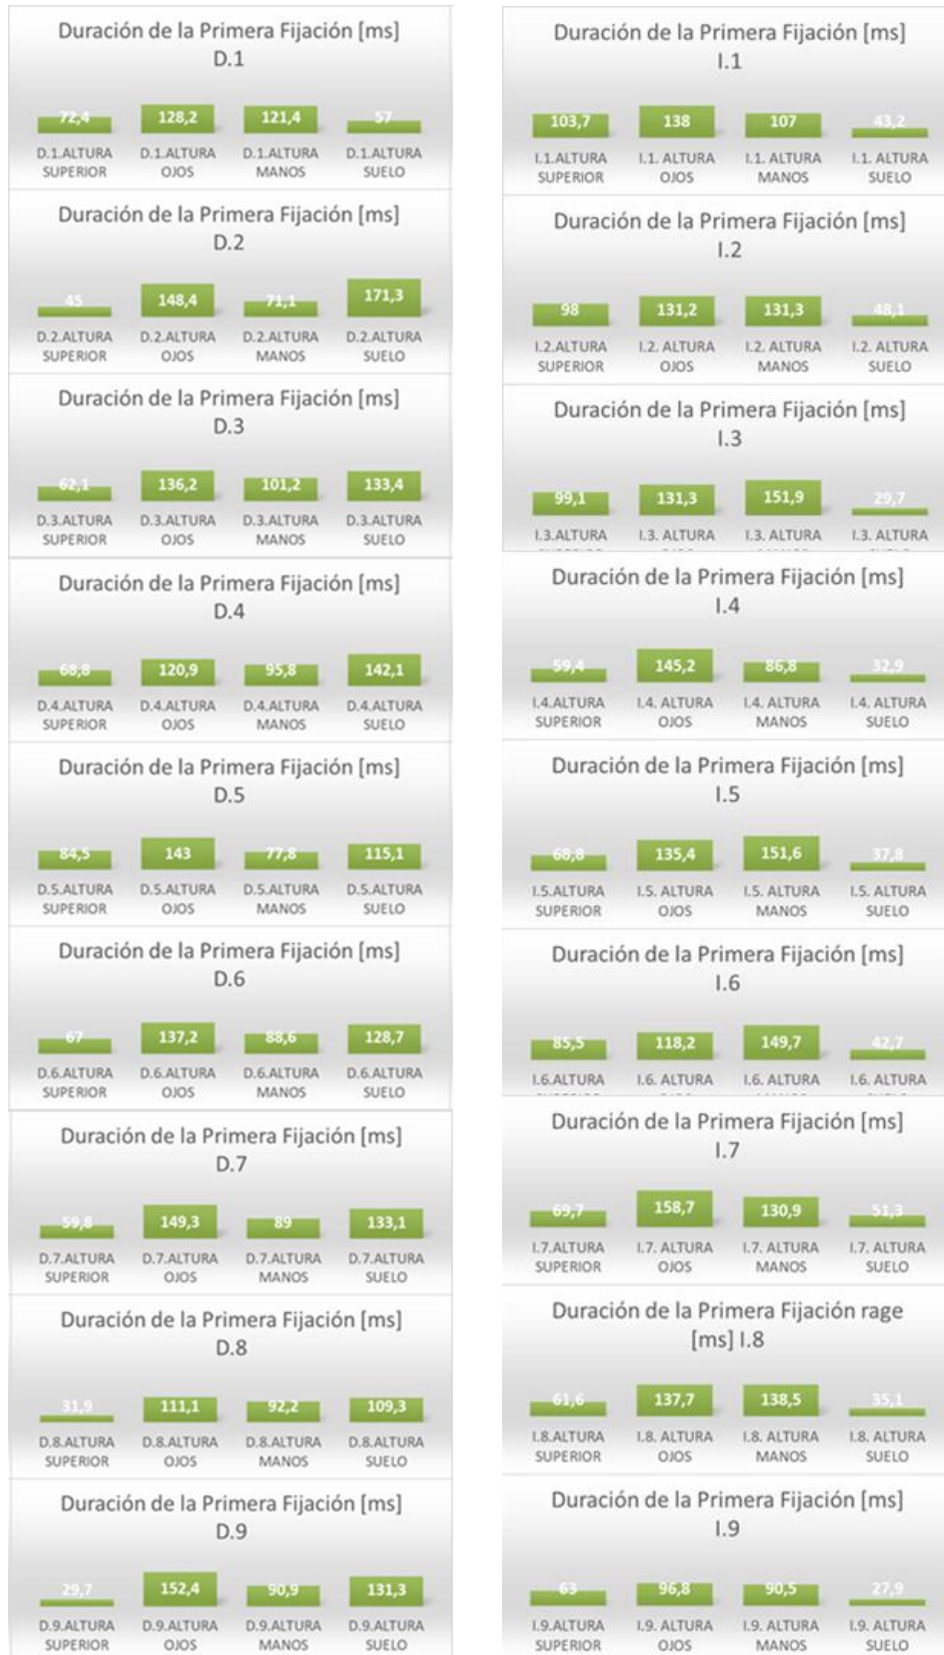 Duración de la Primera Fijación [ms]
D.1
72,4 128,2 121,4 57
D.1.ALTURA D.1.ALTURA D.1.ALTURA D.1.ALTURA
SUPERIOR OJOS MANOS SUELO
Duración de la Primera Fijación [ms]
D.2
45 148,4 71,1 171,3
D.2.ALTURA D.2.ALTURA D.2.ALTURA D.2.ALTURA
SUPERIOR OJOS MANOS SUELO
Duración de la Primera Fijación [ms]
D.3
62,1 136,2 101,2 133,4
D.3.ALTURA D.3.ALTURA D.3.ALTURA D.3.ALTURA
SUPERIOR OJOS MANOS SUELO
Duración de la Primera Fijación [ms]
D.4
68,8 120,9 95,8 142,1
D.4.ALTURA D.4.ALTURA D.4.ALTURA D.4.ALTURA
SUPERIOR OJOS MANOS SUELO
Duración de la Primera Fijación [ms]
D.5
84,5 143 77,8 115,1
D.5.ALTURA D.5.ALTURA D.5.ALTURA D.5.ALTURA
SUPERIOR OJOS MANOS SUELO
Duración de la Primera Fijación [ms]
D.6
67 137,2 88,6 128,7
D.6.ALTURA D.6.ALTURA D.6.ALTURA D.6.ALTURA
SUPERIOR OJOS MANOS SUELO
Duración de la Primera Fijación [ms]
D.7
59,8 149,3 89 133,1
D.7.ALTURA D.7.ALTURA D.7.ALTURA D.7.ALTURA
SUPERIOR OJOS MANOS SUELO
Duración de la Primera Fijación [ms]
D.8
31,9 111,1 92,2 109,3
D.8.ALTURA D.8.ALTURA D.8.ALTURA D.8.ALTURA
SUPERIOR OJOS MANOS SUELO
Duración de la Primera Fijación [ms]
D.9
29,7 152,4 90,9 131,3
D.9.ALTURA D.9.ALTURA D.9.ALTURA D.9.ALTURA
SUPERIOR OJOS MANOS SUELO
Duración de la Primera Fijación [ms]
I.1
103,7 138 107 43,2
I.1.ALTURA I.1. ALTURA I.1. ALTURA I.1. ALTURA
SUPERIOR OJOS MANOS SUELO
Duración de la Primera Fijación [ms]
I.2
98 131,2 131,3 48,1
I.2.ALTURA I.2. ALTURA I.2. ALTURA I.2. ALTURA
SUPERIOR OJOS MANOS SUELO
Duración de la Primera Fijación [ms]
I.3
99,1 131,3 151,9 29,7
I.3.ALTURA I.3. ALTURA I.3. ALTURA I.3. ALTURA
Duración de la Primera Fijación [ms]
I.4
59,4 145,2 86,8 32,9
I.4.ALTURA I.4. ALTURA I.4. ALTURA I.4. ALTURA
SUPERIOR OJOS MANOS SUELO
Duración de la Primera Fijación [ms]
I.5
68,8 135,4 151,6 37,8
I.5.ALTURA I.5. ALTURA I.5. ALTURA I.5. ALTURA
SUPERIOR OJOS MANOS SUELO
Duración de la Primera Fijación [ms]
I.6
85,5 118,2 149,7 42,7
I.6.ALTURA I.6. ALTURA I.6. ALTURA I.6. ALTURA
Duración de la Primera Fijación [ms]
I.7
69,7 158,7 130,9 51,3
I.7.ALTURA I.7. ALTURA I.7. ALTURA I.7. ALTURA
SUPERIOR OJOS MANOS SUELO
Duración de la Primera Fijación rage
[ms] I.8
61,6 137,7 138,5 35,1
I.8.ALTURA I.8. ALTURA I.8. ALTURA I.8. ALTURA
SUPERIOR OJOS MANOS SUELO
Duración de la Primera Fijación [ms]
I.9
63 96,8 90,5 27,9
I.9.ALTURA I.9. ALTURA I.9. ALTURA I.9. ALTURA
SUPERIOR OJOS MANOS SUELO